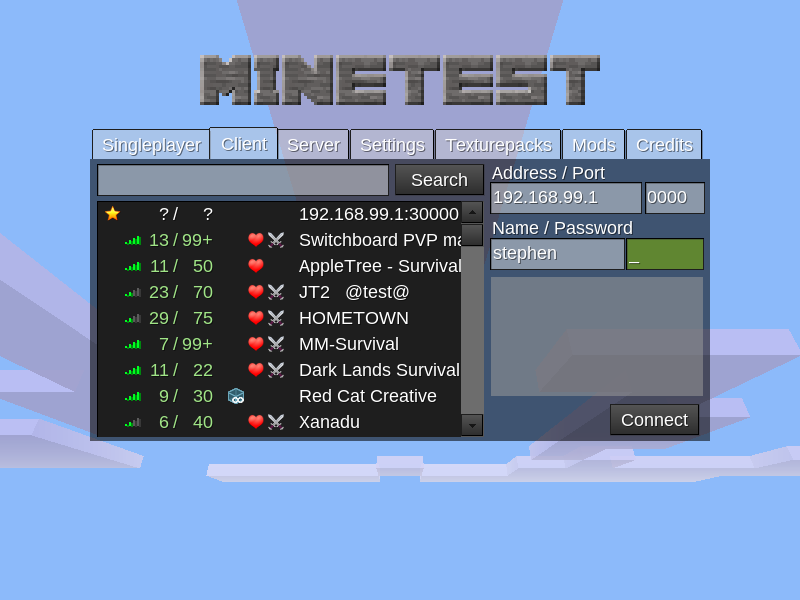 MINETEST
Singleplayer Client Server Settings Texturepacks Mods Credits
Search
? / ? 192.168.99.1:30000
13 / 99+ Switchboard PVP ma
11 / 50 AppleTree - Survival
23 / 70 JT2 @test@
29 / 75 HOMETOWN
7 / 99+ MM-Survival
11 / 22 Dark Lands Survival
9 / 30 Red Cat Creative
6 / 40 Xanadu
Address / Port
192.168.99.1 0000
Name / Password
stephen _
Connect